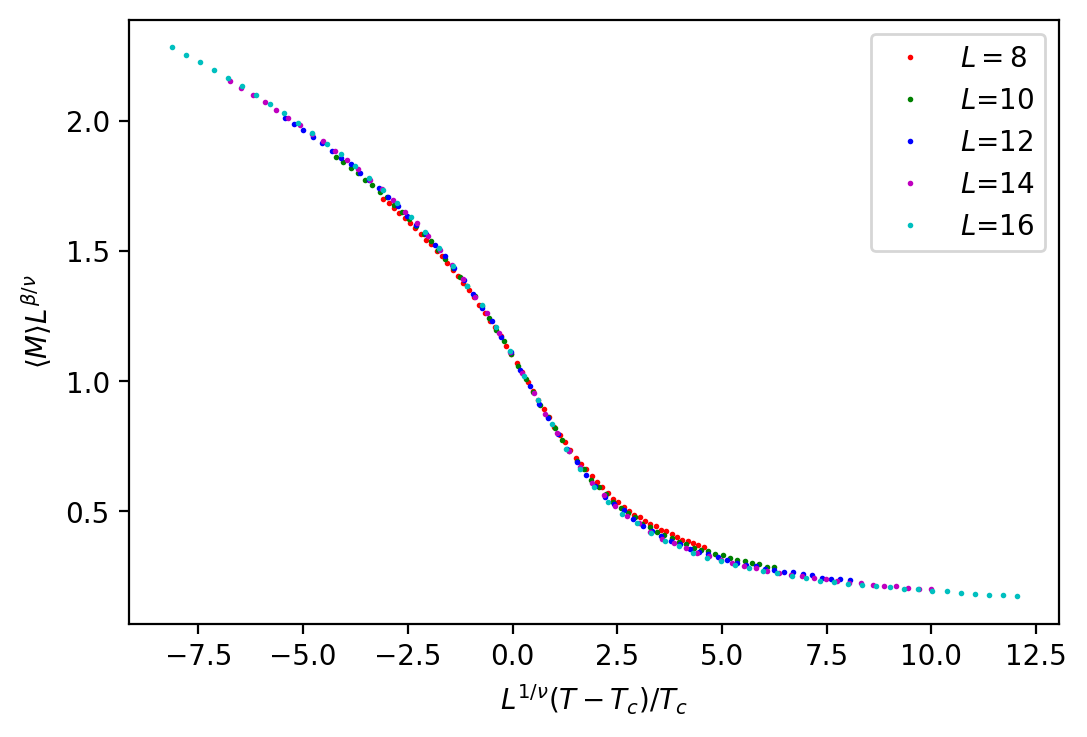 L = 8
L=10
L=12
L=14
L=16
2.0
1.5
1.0
0.5
⟨M⟩L^{β/ν}
−7.5 −5.0 −2.5 0.0 2.5 5.0 7.5 10.0 12.5
L^{1/ν}(T − T_c)/T_c